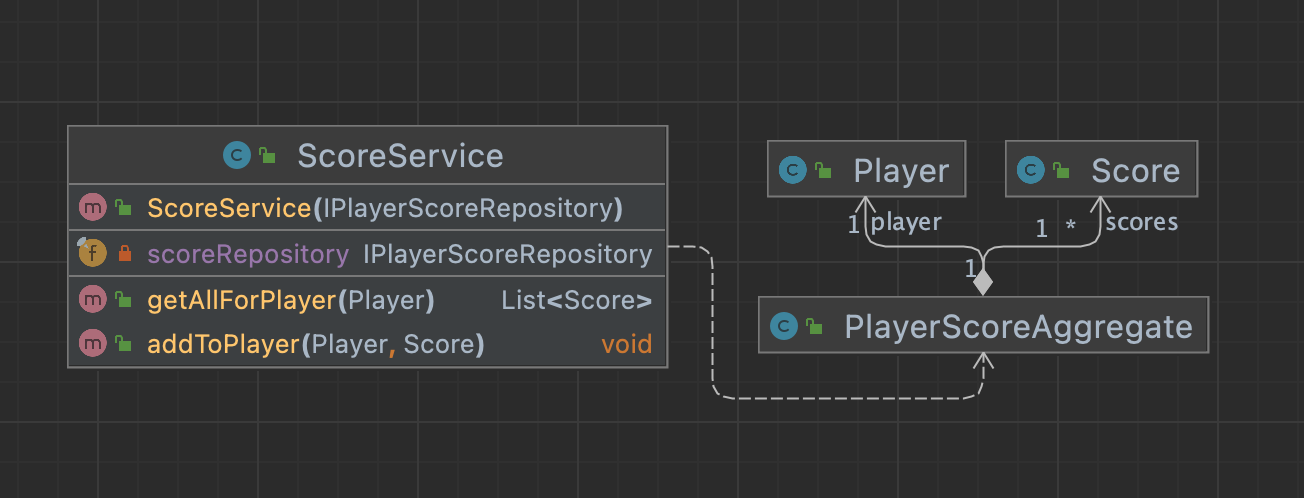 C ScoreService
m ScoreService(IPlayerScoreRepository)
f scoreRepository IPlayerScoreRepository
m getAllForPlayer(Player) List<Score>
m addToPlayer(Player, Score) void
C Player
C Score
1 player
1 * scores
1
C PlayerScoreAggregate